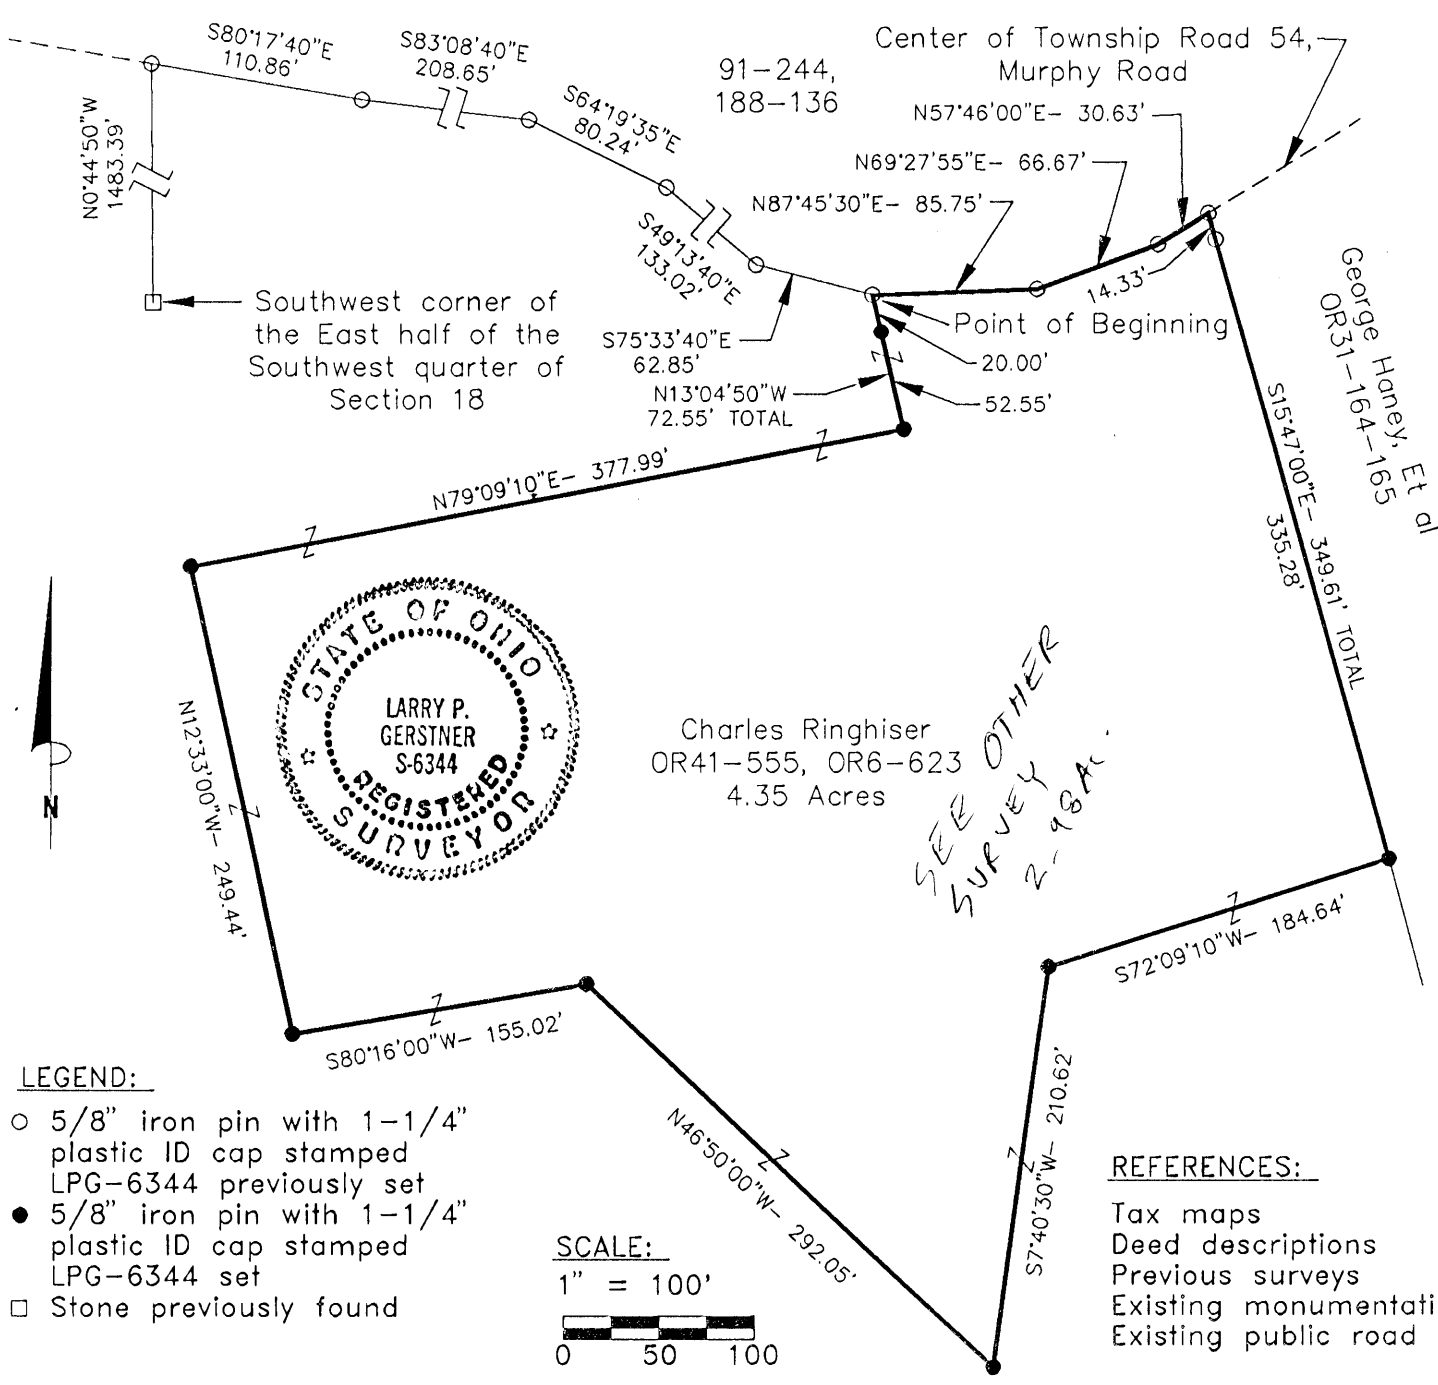 S80°17'40"E
110.86'
S83°08'40"E
208.65'
S64°19'35"E
80.24'
91-244,
188-136
Center of Township Road 54,
Murphy Road
N57°46'00"E- 30.63'
N69°27'55"E- 66.67'
N87°45'30"E- 85.75'
N0°44'50"W
1483.39'
S49°13'40"E
133.02'
14.33'
Southwest corner of
the East half of the
Southwest quarter of
Section 18
S75°33'40"E
62.85'
Point of Beginning
20.00'
N13°04'50"W
72.55' TOTAL
52.55'
George Haney, Et al
OR31-164-165
S15°47'00"E- 349.61' TOTAL
335.28'
N79°09'10"E- 377.99'
STATE OF OHIO
LARRY P.
GERSTNER
S-6344
REGISTERED
SURVEYOR
N
N12°33'00"W- 249.44'
Charles Ringhiser
OR41-555, OR6-623
4.35 Acres
SEE OTHER
SURVEY
2.98Ac.
S72°09'10"W- 184.64'
S80°16'00"W- 155.02'
N46°50'00"W- 292.05'
S7°40'30"W- 210.62'
LEGEND:
5/8" iron pin with 1-1/4"
plastic ID cap stamped
LPG-6344 previously set
5/8" iron pin with 1-1/4"
plastic ID cap stamped
LPG-6344 set
Stone previously found
SCALE:
1" = 100'
0 50 100
REFERENCES:
Tax maps
Deed descriptions
Previous surveys
Existing monumentati
Existing public road